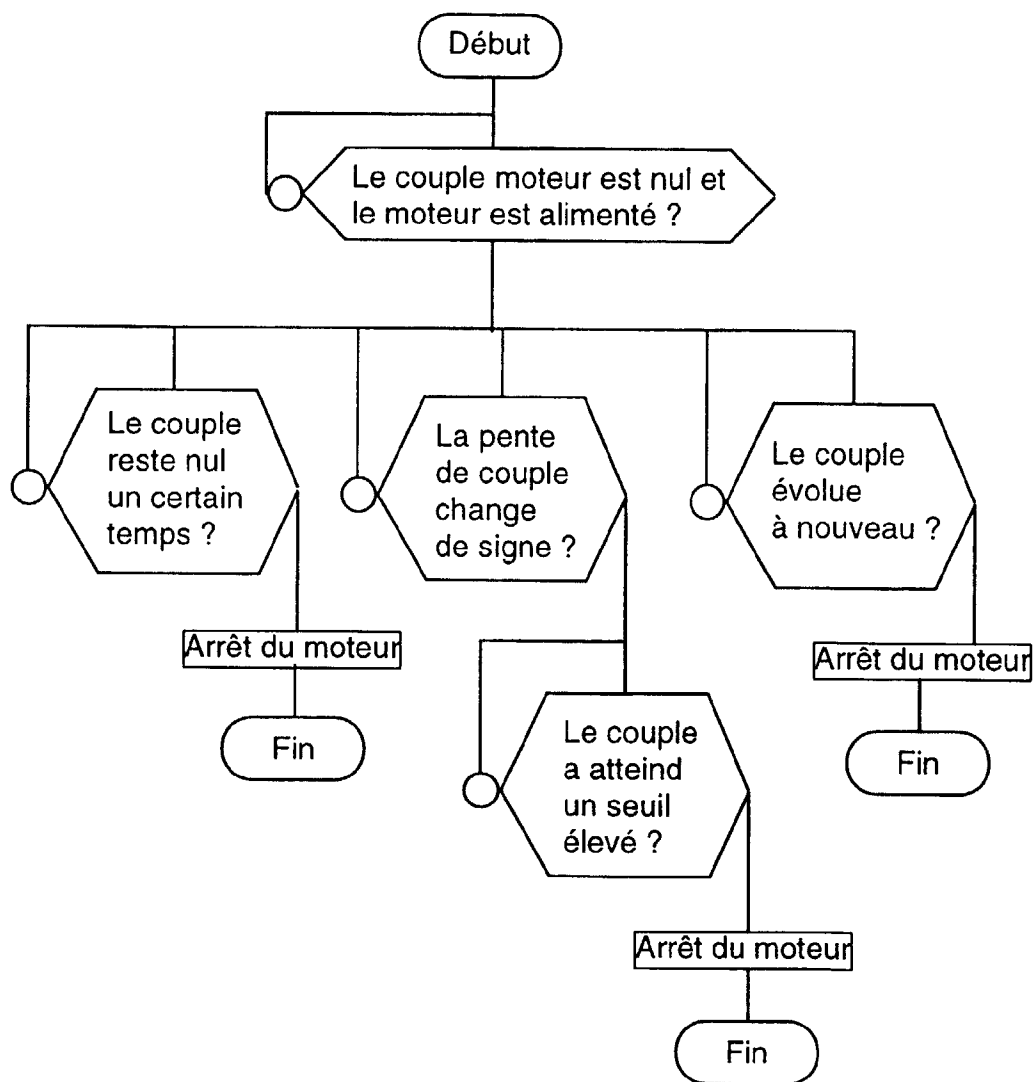 Début
Le couple moteur est nul et
le moteur est alimenté ?
Le couple
reste nul
un certain
temps ?
La pente
de couple
change
de signe ?
Le couple
évolue
à nouveau ?
Arrêt du moteur
Arrêt du moteur
Fin
Le couple
a atteind
un seuil
élevé ?
Fin
Arrêt du moteur
Fin